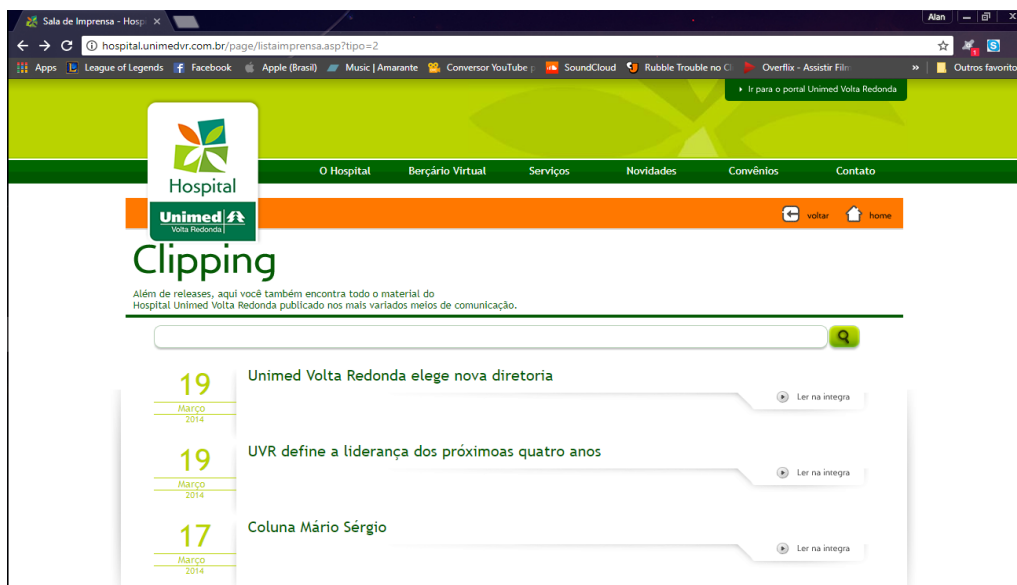 Sala de Imprensa - Hosp
Alan
hospital.unimedvr.com.br/page/listaimprensa.asp?tipo=2
Apps League of Legends Facebook Apple (Brasil) Music | Amarante Conversor YouTube p SoundCloud Rubble Trouble no Cl Overflix - Assistir Film » Outros favorito
Ir para o portal Unimed Volta Redonda
O Hospital Berçário Virtual Serviços Novidades Convênios Contato
Hospital
Unimed
Volta Redonda
voltar home
Clipping
Além de releases, aqui você também encontra todo o material do
Hospital Unimed Volta Redonda publicado nos mais variados meios de comunicação.
19
Março
2014
Unimed Volta Redonda elege nova diretoria
Ler na integra
19
Março
2014
UVR define a liderança dos próximoas quatro anos
Ler na integra
17
Março
2014
Coluna Mário Sérgio
Ler na integra